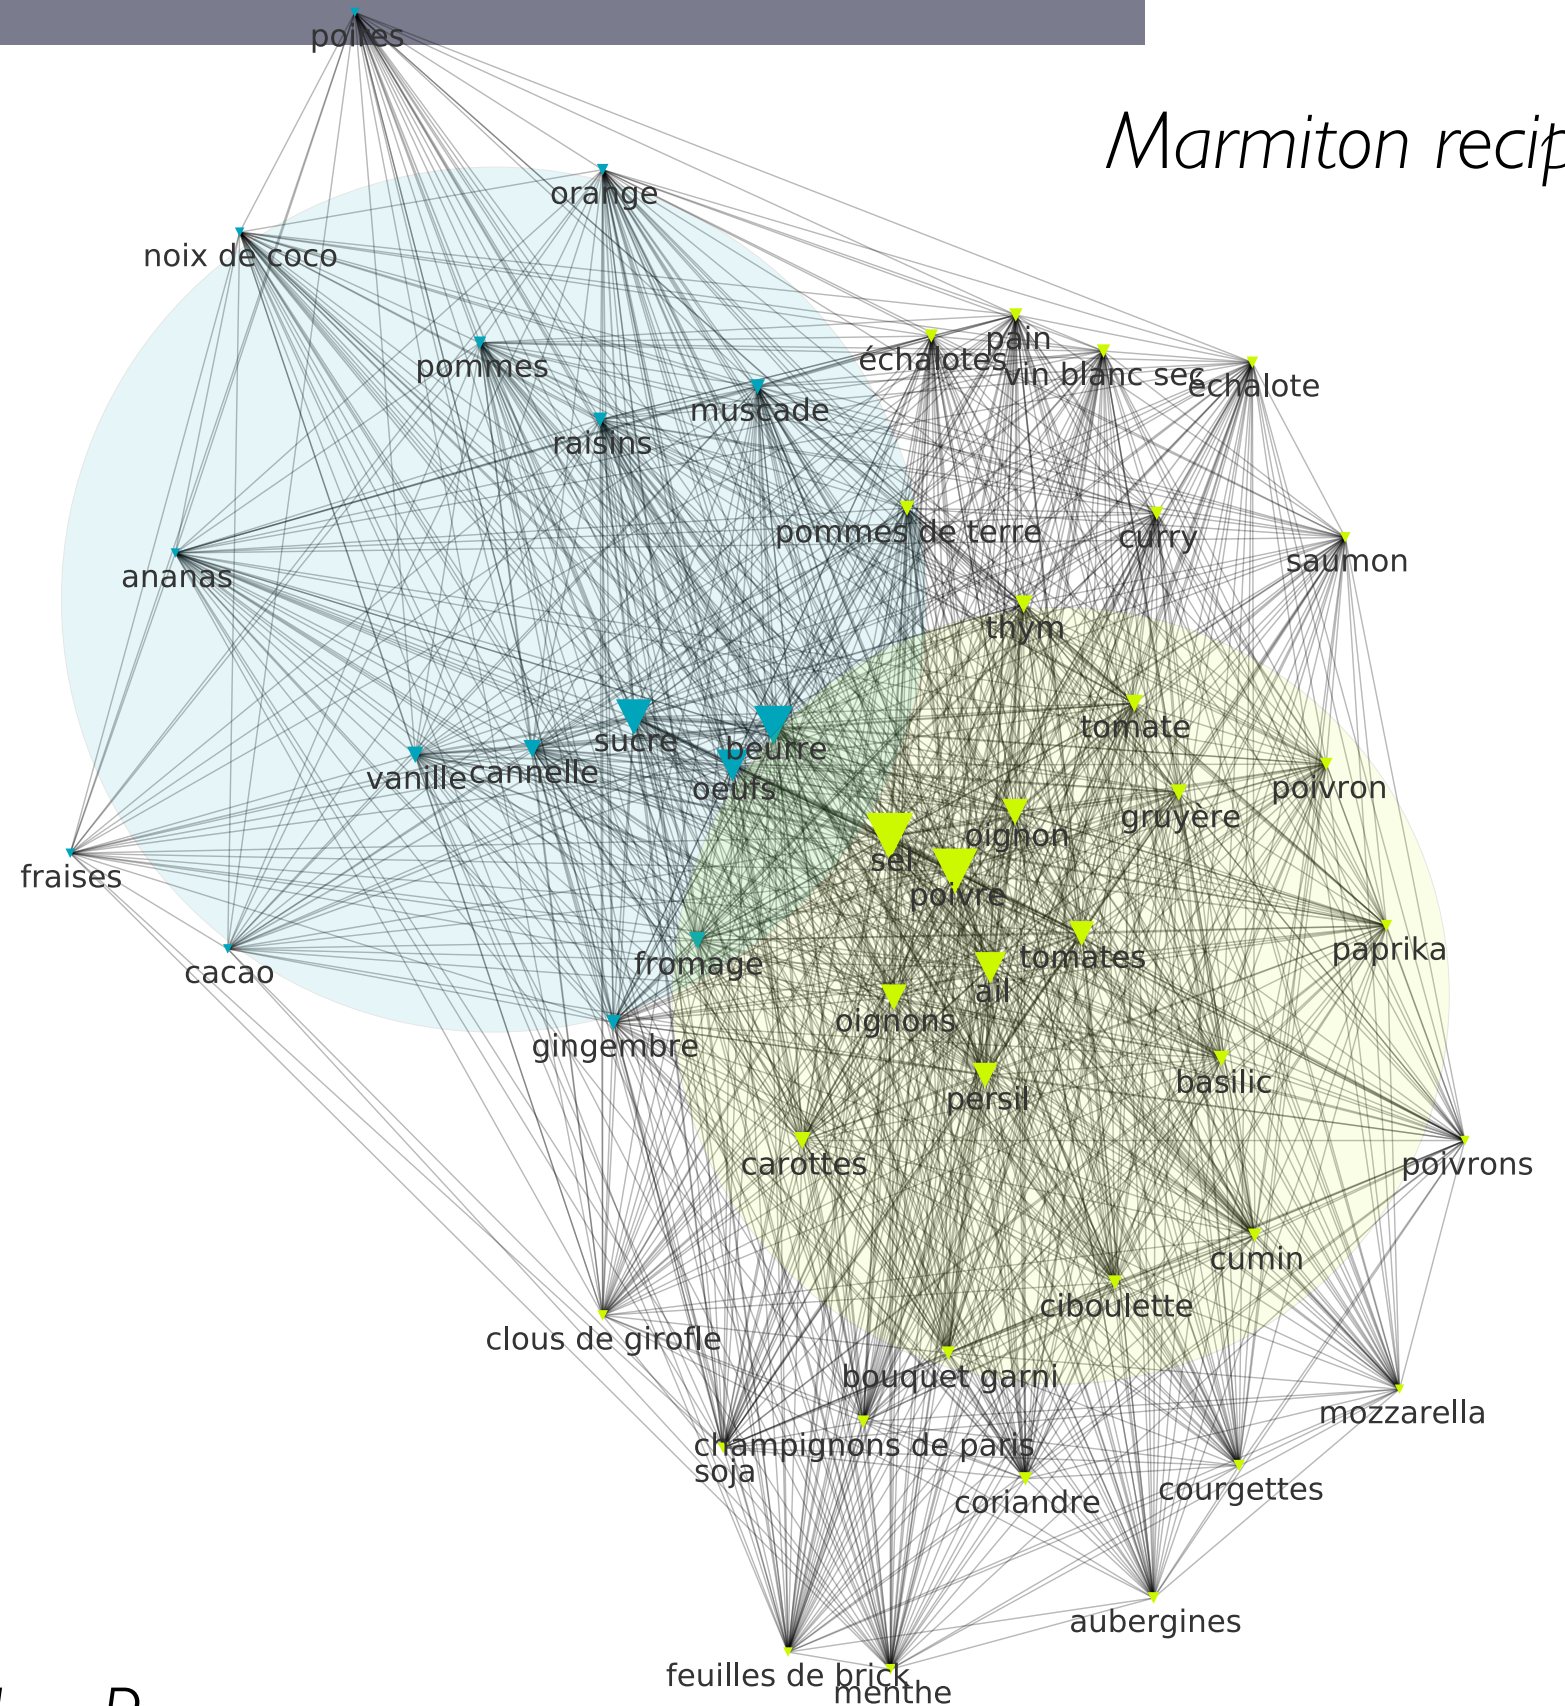 poires
Marmiton recip
orange
noix de coco
pain
échalotes
pommes
vin blanc sec
échalote
muscade
raisins
pommes de terre
curry
saumon
ananas
thym
tomate
sucre
beurre
vanille
cannelle
oeufs
poivron
gruyère
oignon
sel
fraises
poivre
paprika
tomates
fromage
cacao
ail
oignons
gingembre
basilic
persil
carottes
poivrons
cumin
ciboulette
clous de girofle
bouquet garni
mozzarella
champignons de paris
soja
courgettes
coriandre
aubergines
feuilles de brick
menthe